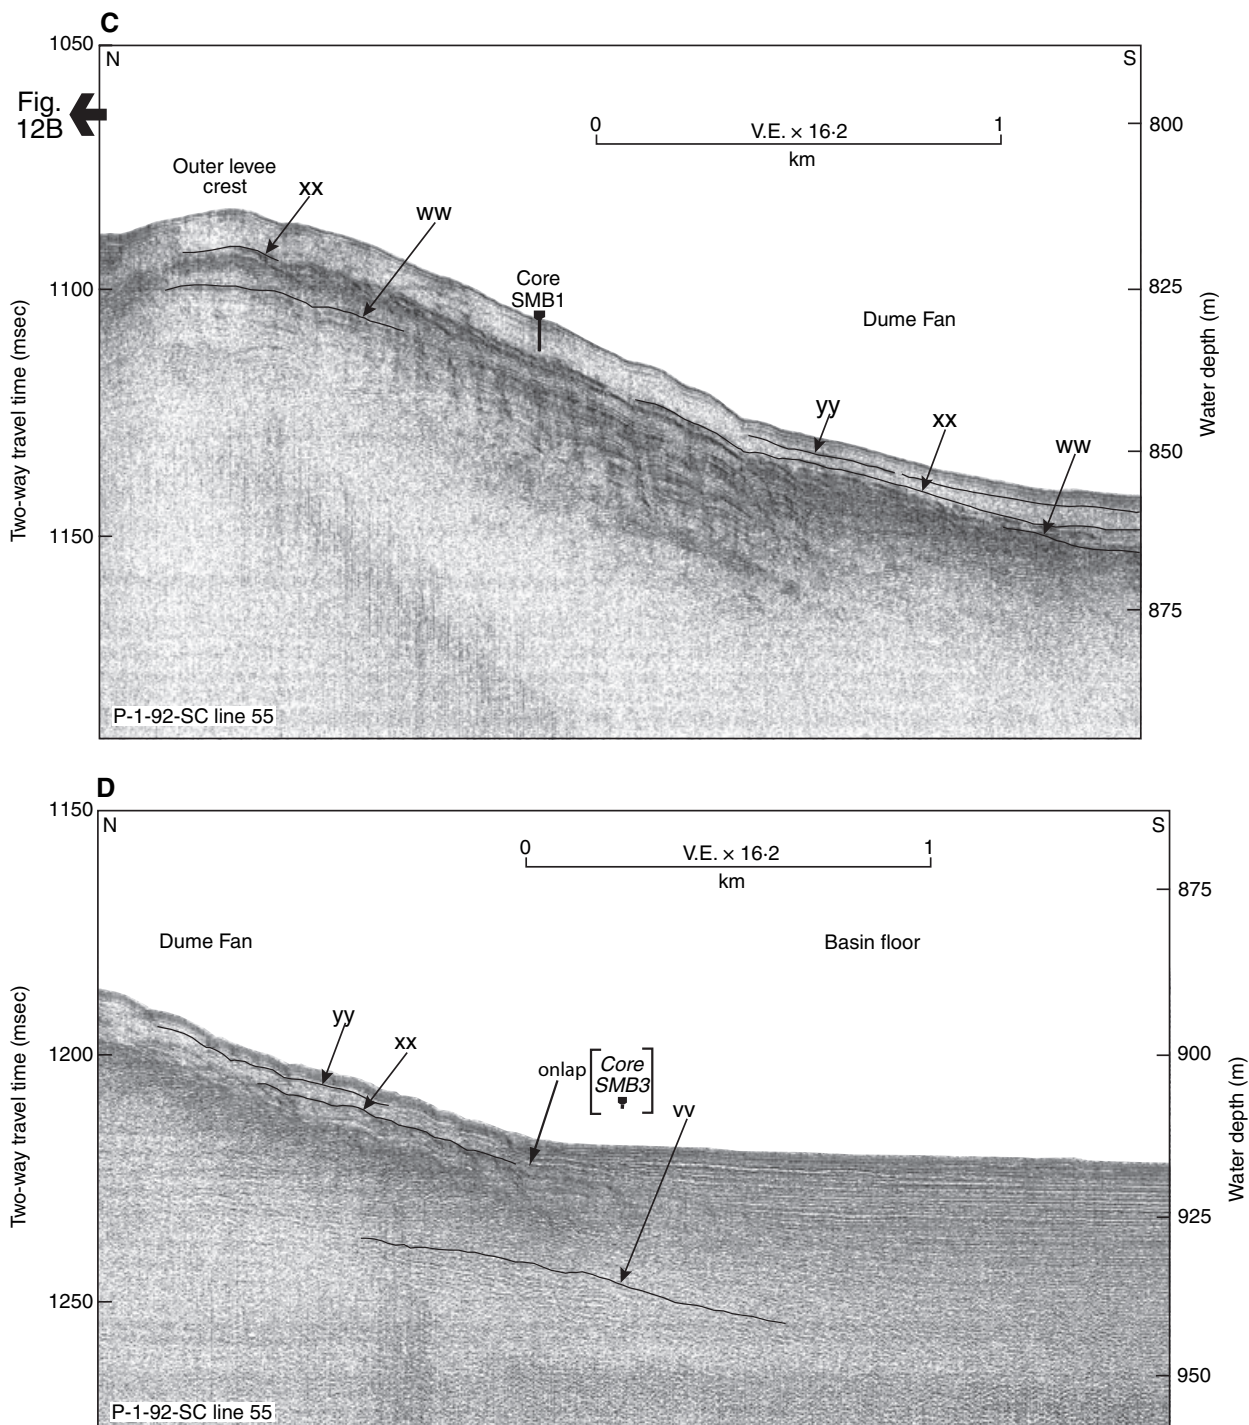 C
1050
N
S
Fig.
12B
0
V.E. × 16·2
1
km
800
Outer levee
crest
xx
ww
Core
SMB1
1100
825
Dume Fan
yy
xx
ww
850
1150
875
Two-way travel time (msec)
Water depth (m)
P-1-92-SC line 55
D
1150
N
S
0
V.E. × 16·2
1
km
875
Dume Fan
Basin floor
yy
xx
1200
900
onlap
Core
SMB3
vv
925
1250
950
Two-way travel time (msec)
Water depth (m)
P-1-92-SC line 55